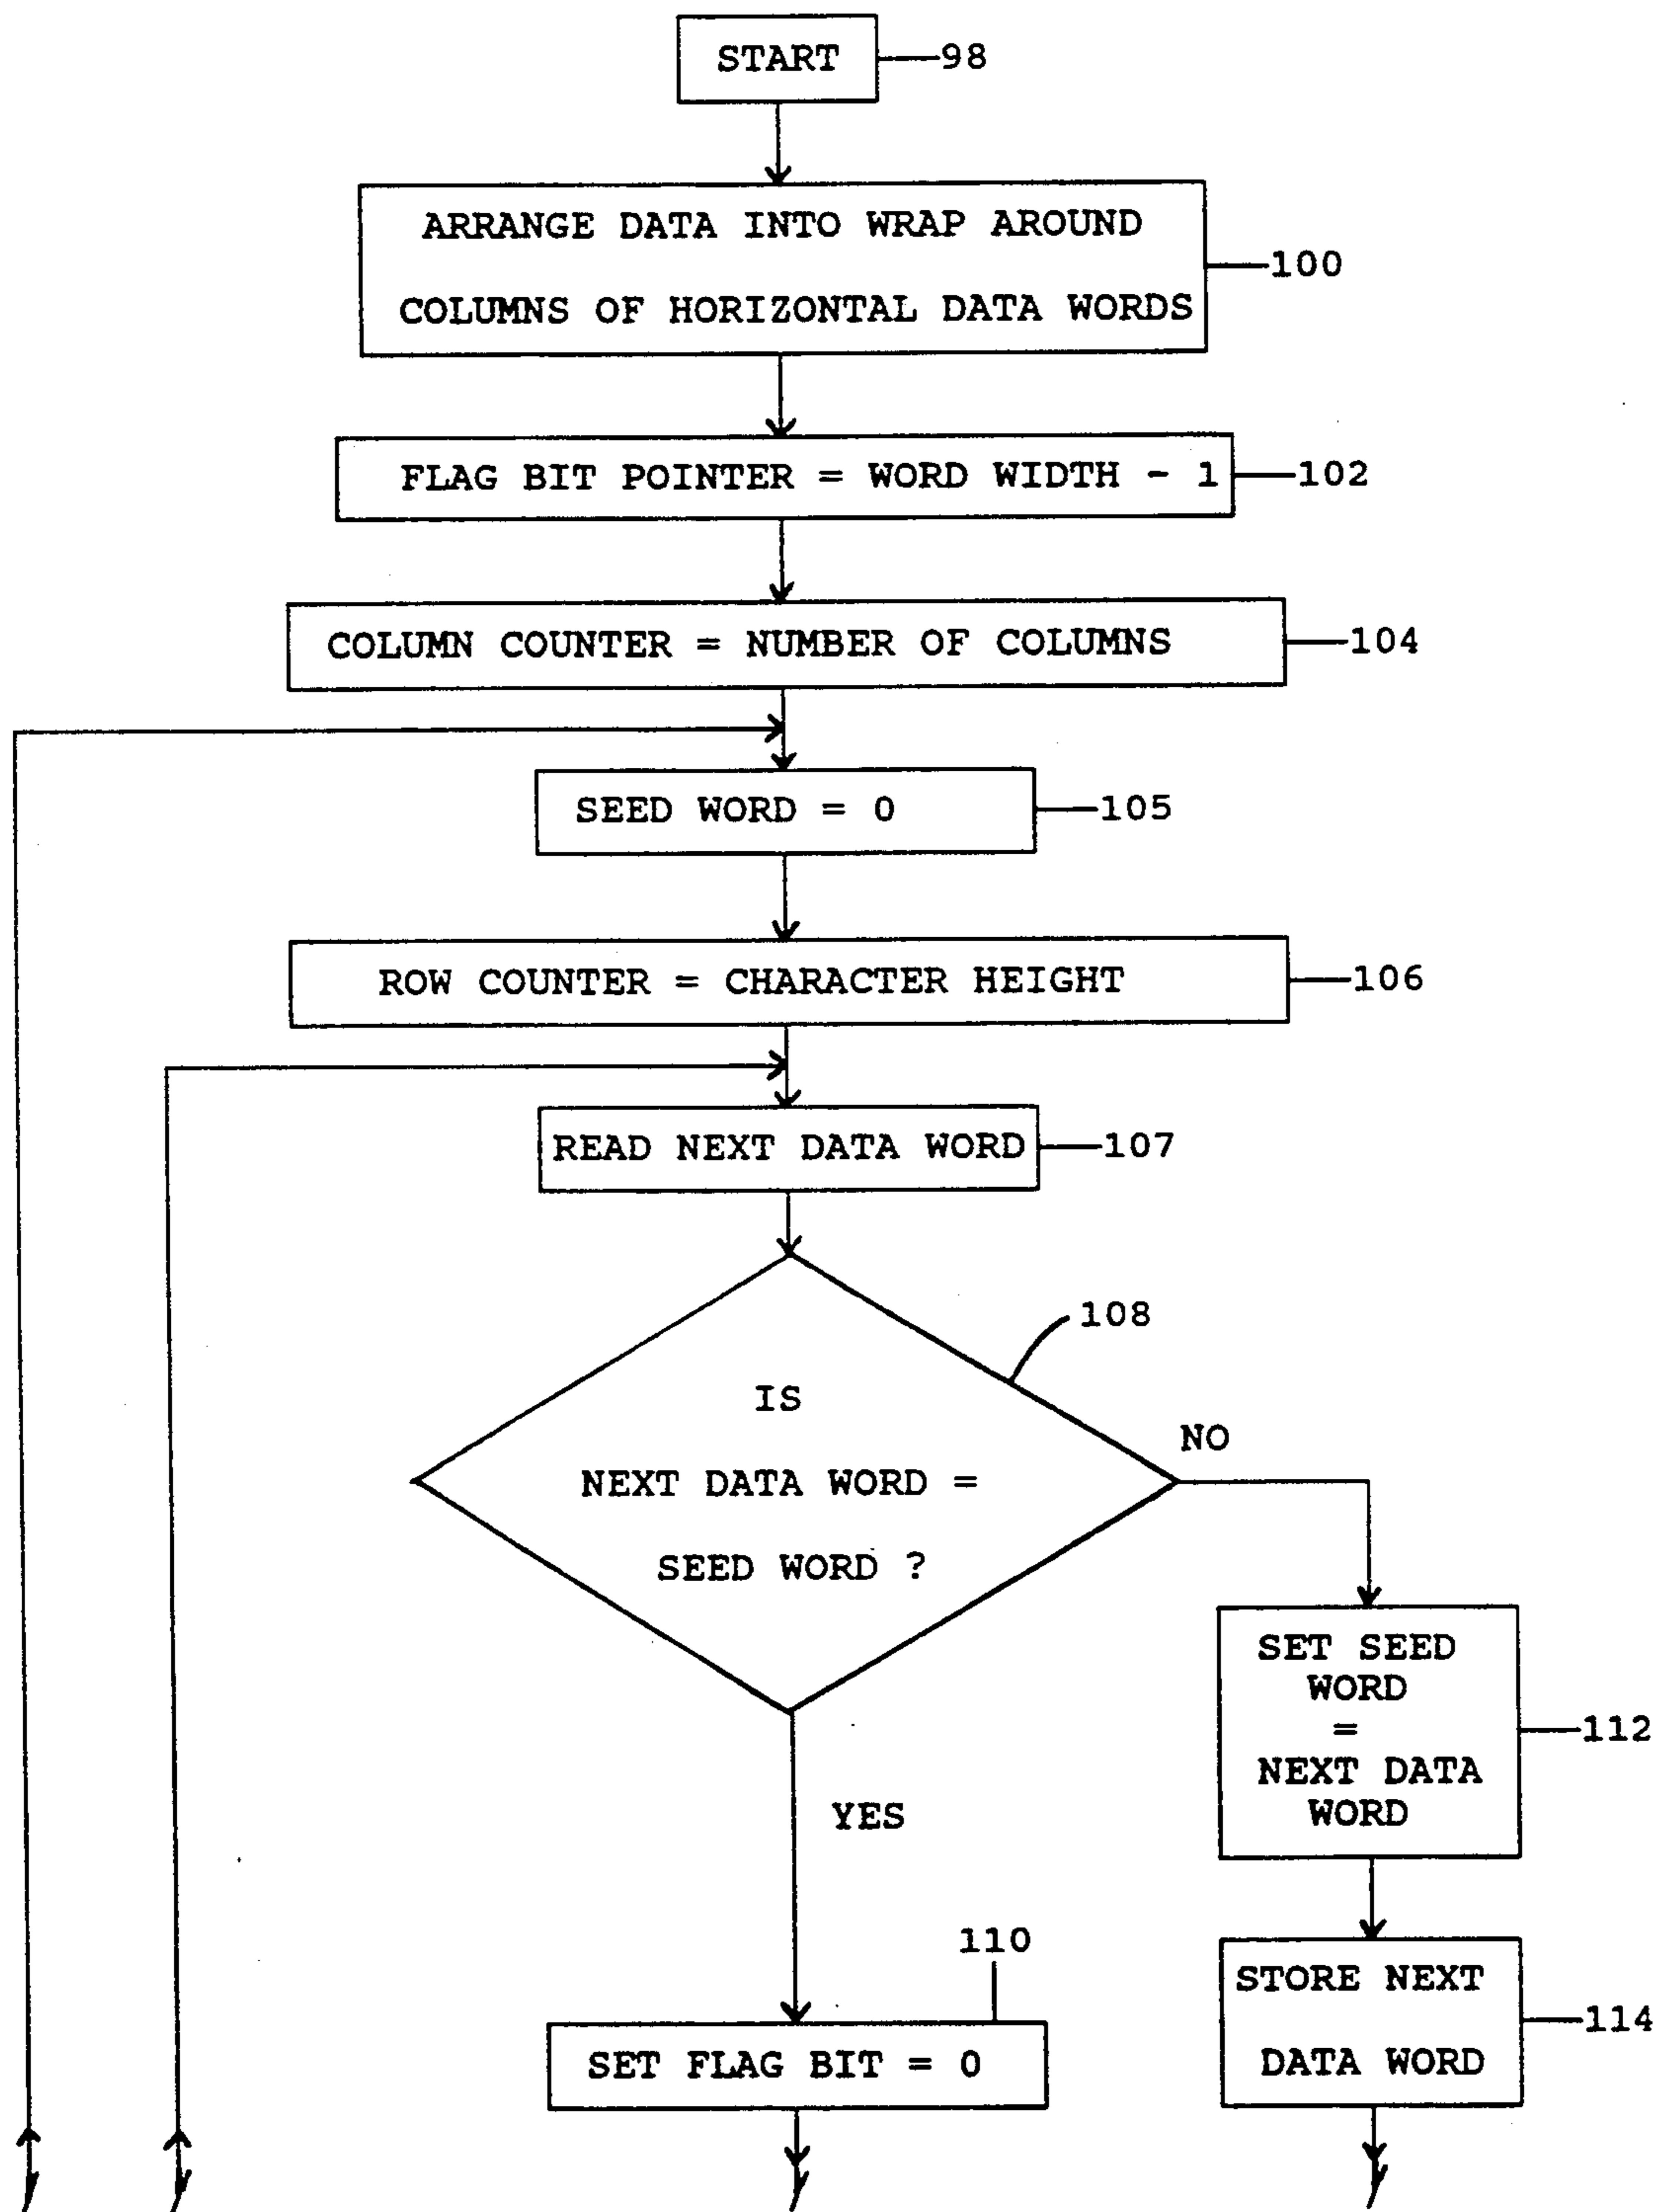 START 98
ARRANGE DATA INTO WRAP AROUND
COLUMNS OF HORIZONTAL DATA WORDS
100
FLAG BIT POINTER = WORD WIDTH - 1 102
COLUMN COUNTER = NUMBER OF COLUMNS 104
SEED WORD = 0 105
ROW COUNTER = CHARACTER HEIGHT 106
READ NEXT DATA WORD 107
108
IS
NEXT DATA WORD =
SEED WORD ?
NO
YES
SET SEED
WORD
=
NEXT DATA
WORD
112
110
SET FLAG BIT = 0
STORE NEXT
DATA WORD
114